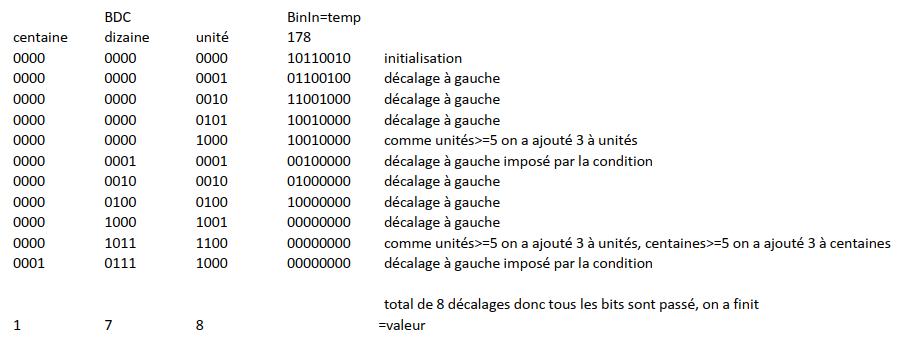 BDC BinIn=temp
centaine dizaine unité 178
0000 0000 0000 10110010 initialisation
0000 0000 0001 01100100 décalage à gauche
0000 0000 0010 11001000 décalage à gauche
0000 0000 0101 10010000 décalage à gauche
0000 0000 1000 10010000 comme unités>=5 on a ajouté 3 à unités
0000 0001 0001 00100000 décalage à gauche imposé par la condition
0000 0010 0010 01000000 décalage à gauche
0000 0100 0100 10000000 décalage à gauche
0000 1000 1001 00000000 décalage à gauche
0000 1011 1100 00000000 comme unités>=5 on a ajouté 3 à unités, centaines>=5 on a ajouté 3 à centaines
0001 0111 1000 00000000 décalage à gauche imposé par la condition
total de 8 décalages donc tous les bits sont passé, on a finit
1 7 8 =valeur